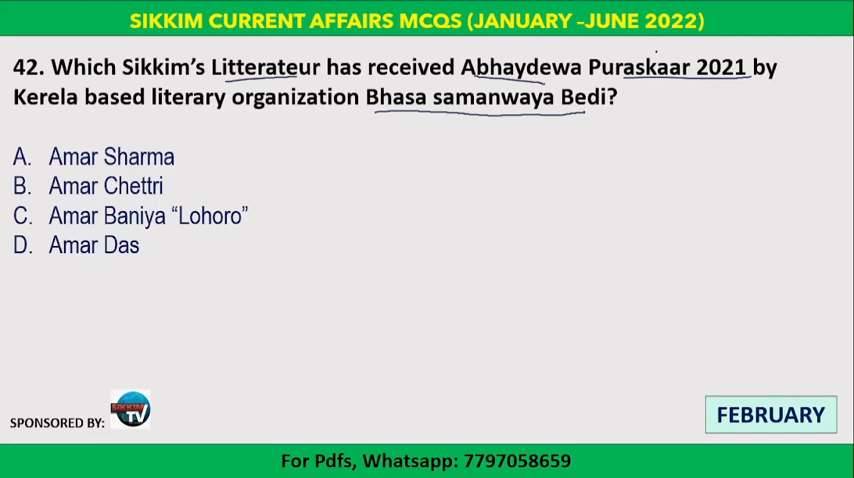 SIKKIM CURRENT AFFAIRS MCQS (JANUARY –JUNE 2022)
42. Which Sikkim's Litterateur has received Abhaydewa Puraskaar 2021 by
Kerela based literary organization Bhasa samanwaya Bedi?
A. Amar Sharma
B. Amar Chettri
C. Amar Baniya “Lohoro”
D. Amar Das
SPONSORED BY:
SIKKIM
TV
FEBRUARY
For Pdfs, Whatsapp: 7797058659